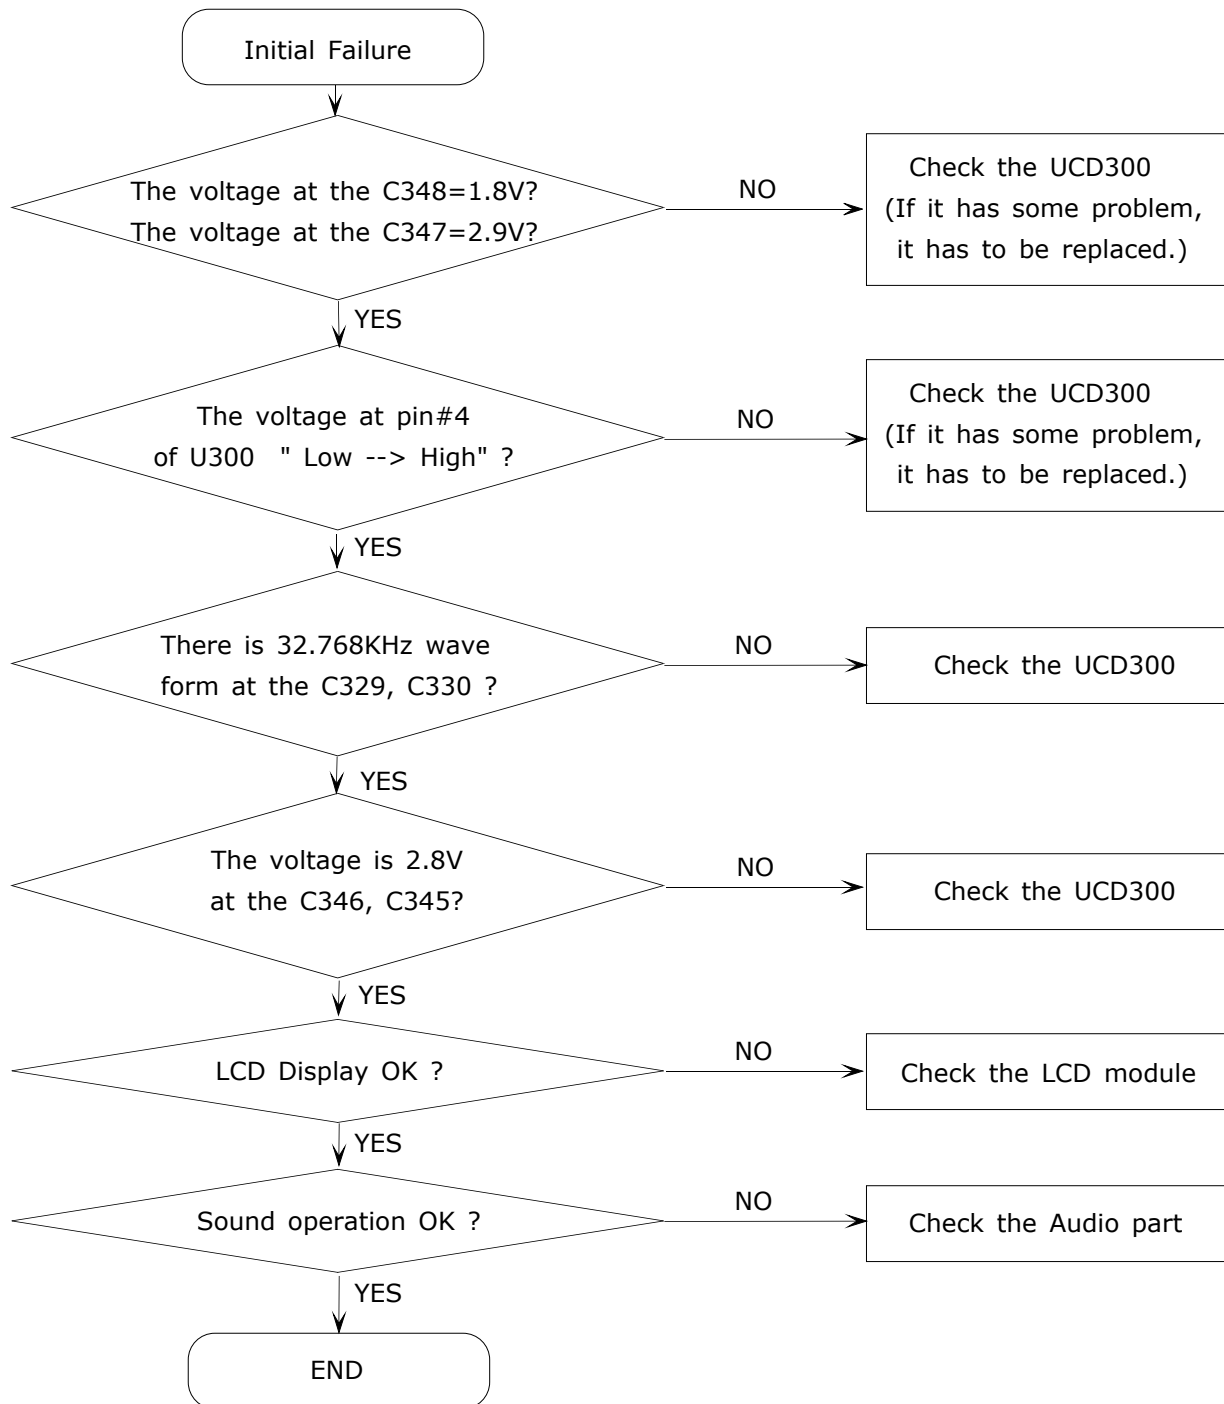 Initial Failure
The voltage at the C348=1.8V?
The voltage at the C347=2.9V?
NO
Check the UCD300
(If it has some problem,
it has to be replaced.)
YES
The voltage at pin#4
of U300 " Low --> High" ?
NO
Check the UCD300
(If it has some problem,
it has to be replaced.)
YES
There is 32.768KHz wave
form at the C329, C330 ?
NO
Check the UCD300
YES
The voltage is 2.8V
at the C346, C345?
NO
Check the UCD300
YES
LCD Display OK ?
NO
Check the LCD module
YES
Sound operation OK ?
NO
Check the Audio part
YES
END